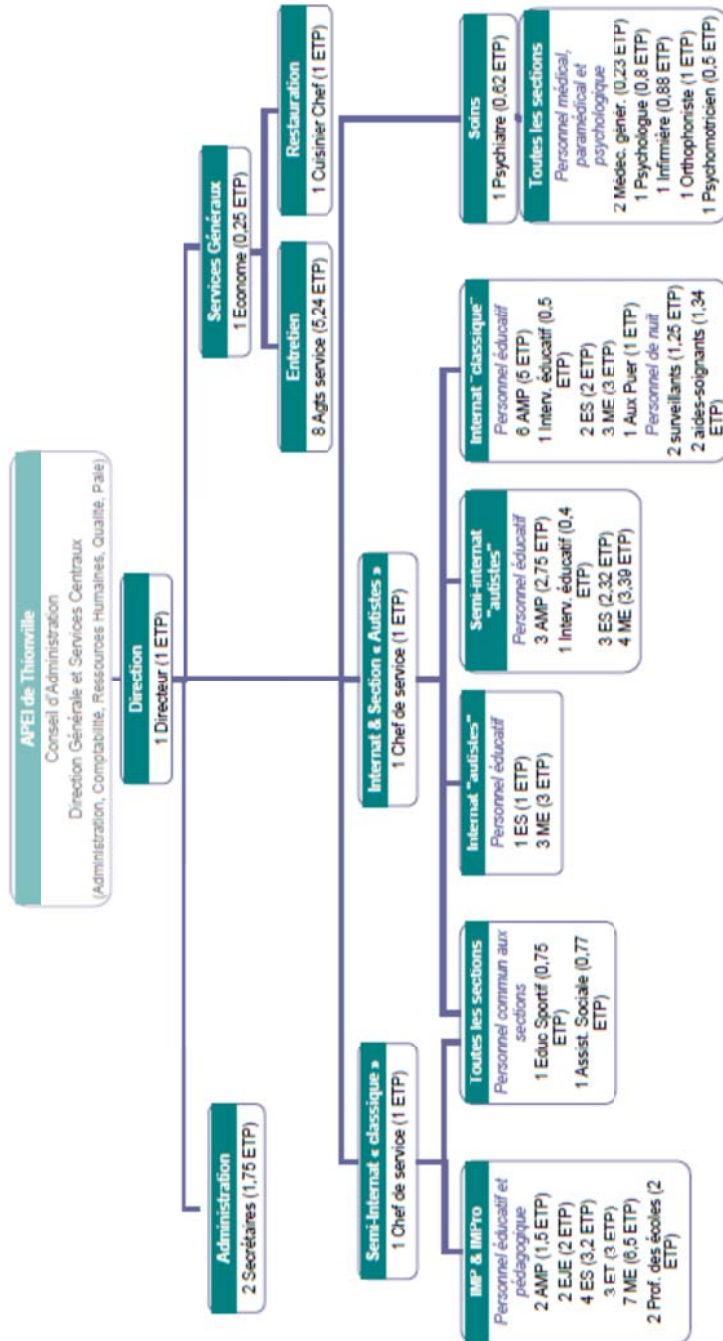 APEI de Thionville
Conseil d'Administration
Direction Générale et Services Centraux
(Administration, Comptabilité, Ressources Humaines, Qualité, Paie)
Direction
1 Directeur (1 ETP)
Administration
2 Secrétaires (1,75 ETP)
Services Généraux
1 Econome (0,25 ETP)
Entretien
8 Agts service (5,24 ETP)
Restauration
1 Cuisinier Chef (1 ETP)
Semi-Internat « classique »
1 Chef de service (1 ETP)
Internat & Section « Autistes »
1 Chef de service (1 ETP)
IMP & IMPro
Personnel éducatif et
pédagogique
2 AMP (1,5 ETP)
2 EJE (2 ETP)
4 ES (3,2 ETP)
3 ET (3 ETP)
7 ME (6,5 ETP)
2 Prof. des écoles (2
ETP)
Toutes les sections
Personnel commun aux
sections
1 Educ Sportif (0,75
ETP)
1 Assist. Sociale (0,77
ETP)
Internat "autistes"
Personnel éducatif
1 ES (1 ETP)
3 ME (3 ETP)
Semi-internat
"autistes"
Personnel éducatif
3 AMP (2,75 ETP)
1 Interv. éducatif (0,4
ETP)
3 ES (2,32 ETP)
4 ME (3,39 ETP)
Internat "classique"
Personnel éducatif
6 AMP (5 ETP)
1 Interv. éducatif (0,5
ETP)
2 ES (2 ETP)
3 ME (3 ETP)
1 Aux Puer (1 ETP)
Personnel de nuit
2 surveillants (1,25 ETP)
2 aides-soignants (1,34
ETP)
Soins
1 Psychiatre (0,62 ETP)
Toutes les sections
Personnel médical,
paramédical et
psychologique
2 Médec. génér. (0,23 ETP)
1 Psychologue (0,8 ETP)
1 Infirmière (0,88 ETP)
1 Orthophoniste (1 ETP)
1 Psychomotricien (0,5 ETP)